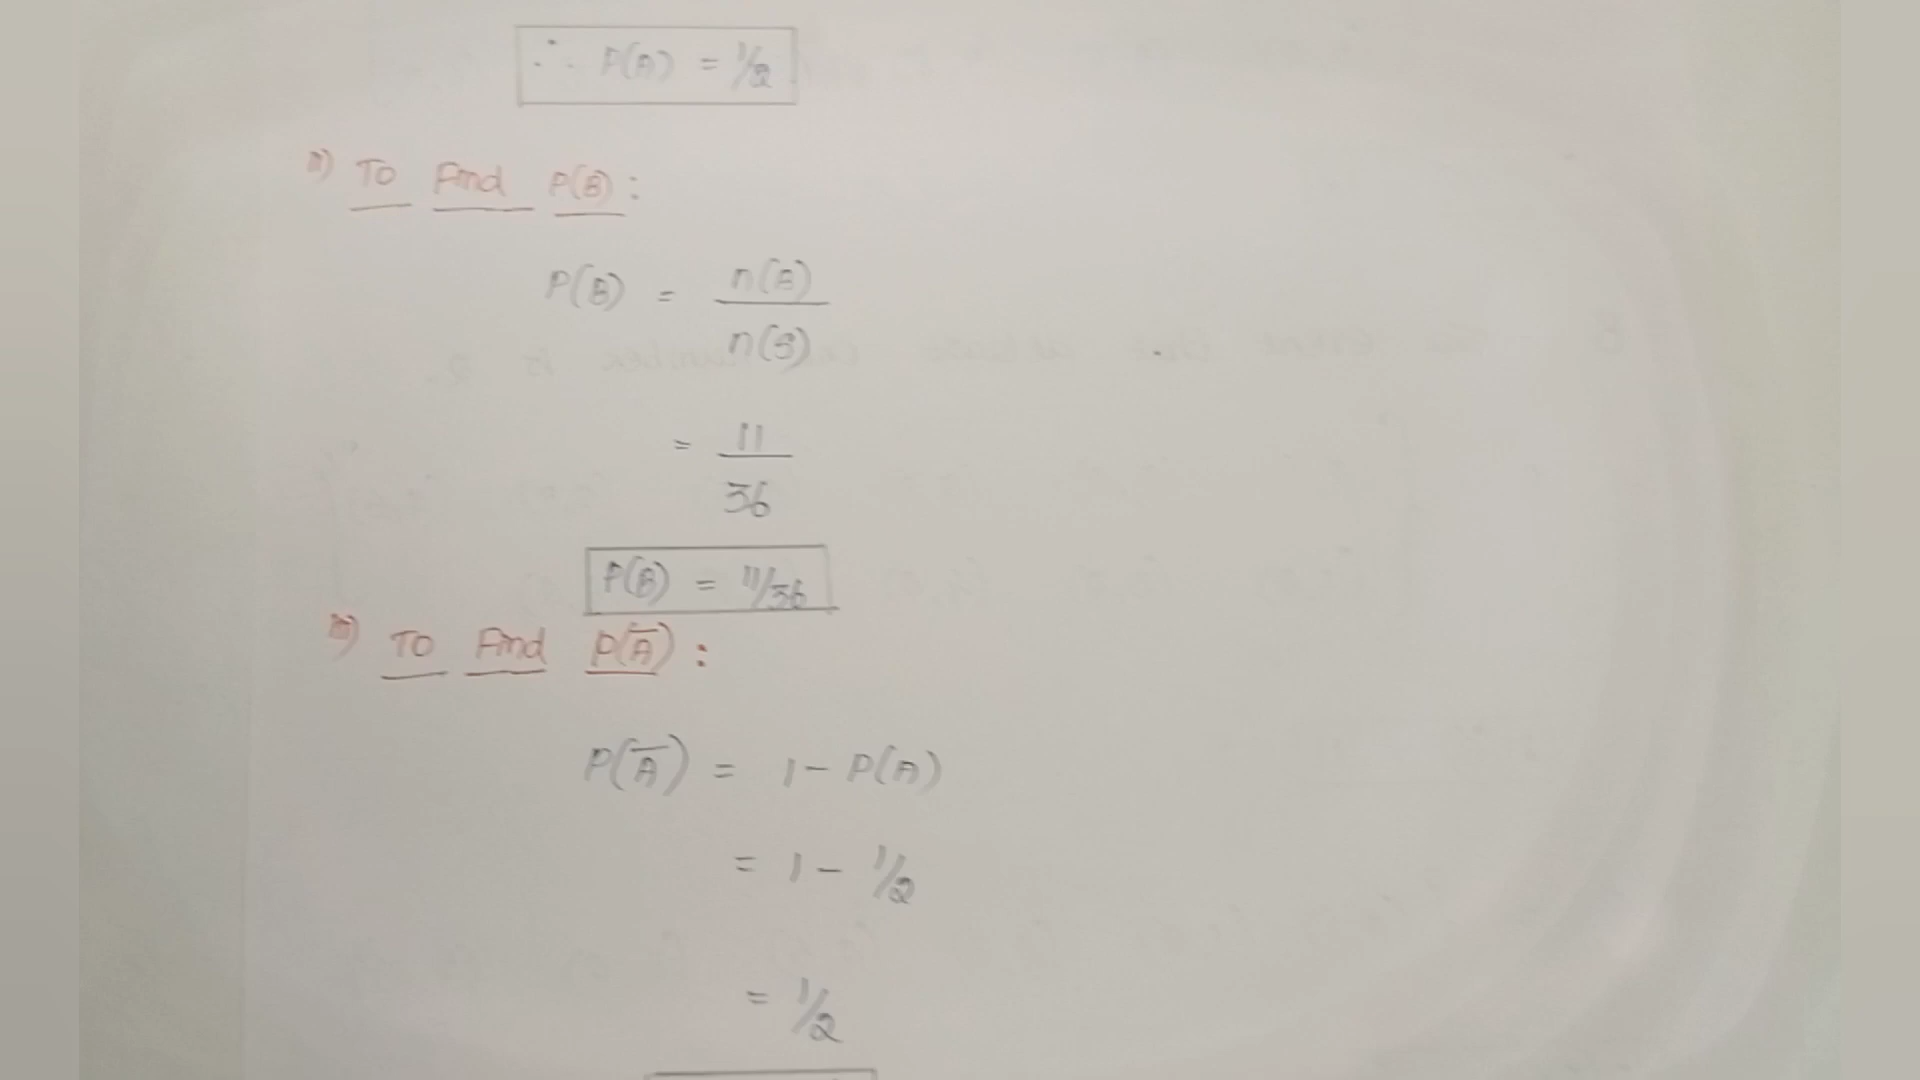 ∴ P(A) = 1/2
ii) To Find P(B) :
P(B) = n(B)
n(S)
= 11
36
P(B) = 11/36
iii) To Find P(A̅) :
P(A̅) = 1 - P(A)
= 1 - 1/2
= 1/2